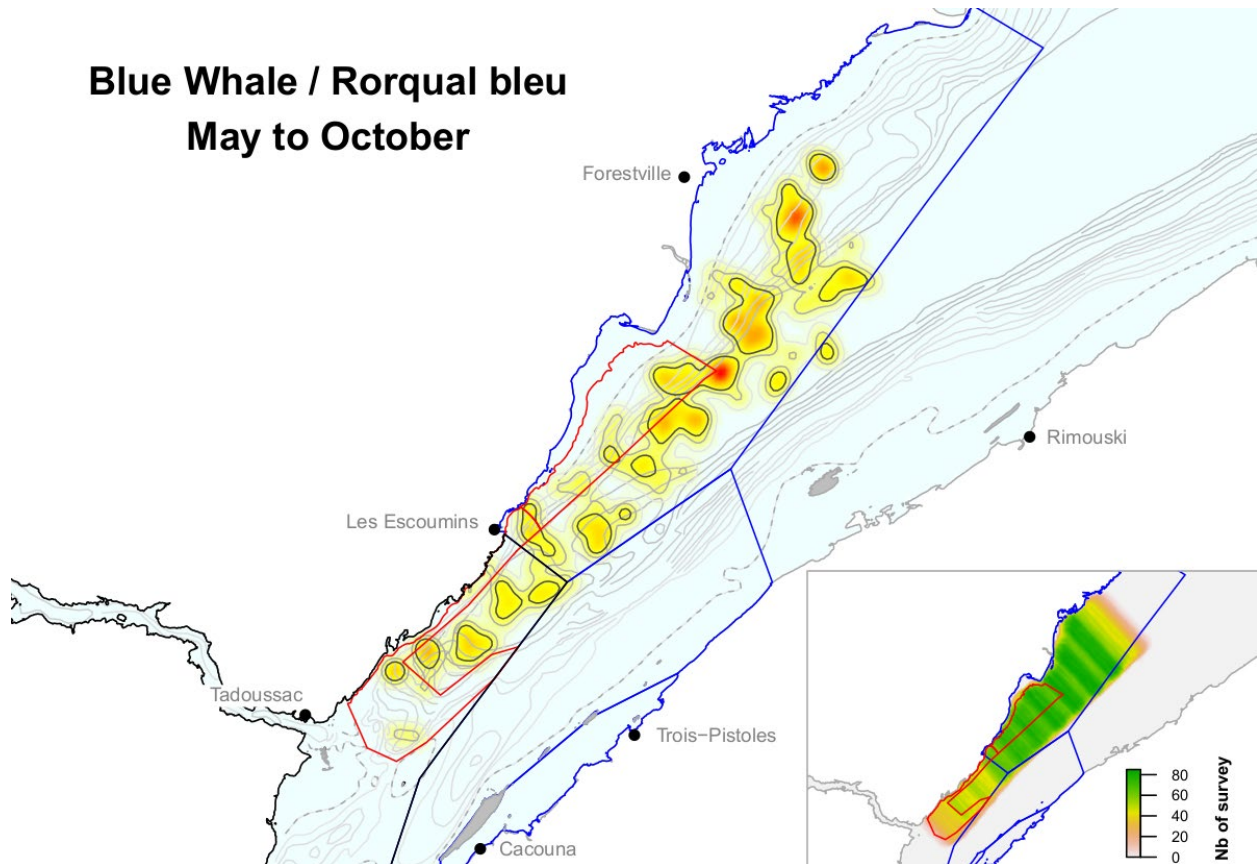 Blue Whale / Rorqual bleu
May to October
Forestville
Rimouski
Les Escoumins
Tadoussac
Trois−Pistoles
Cacouna
80
60
40
20
0
Nb of survey